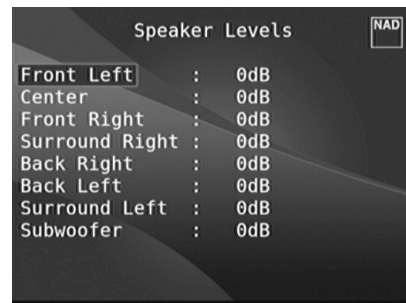 Speaker Levels
NAD
Front Left : 0dB
Center : 0dB
Front Right : 0dB
Surround Right : 0dB
Back Right : 0dB
Back Left : 0dB
Surround Left : 0dB
Subwoofer : 0dB